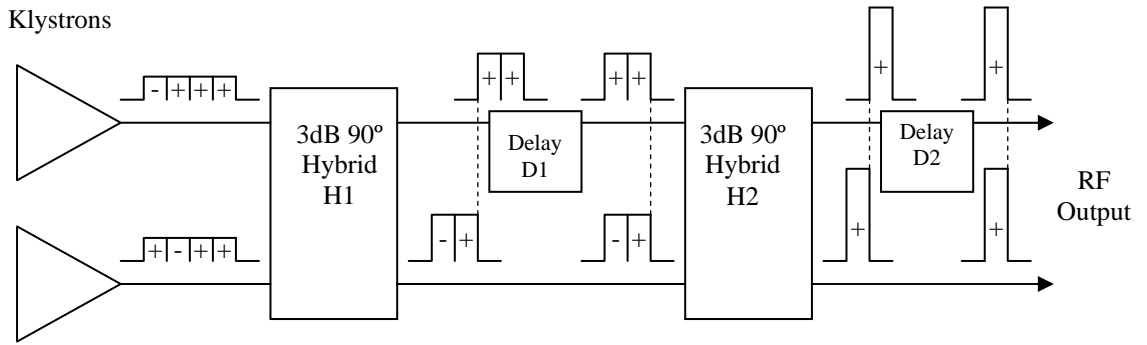 Klystrons
- + + +
+ +
+ +
+
+
3dB 90º
Hybrid
H1
Delay
D1
3dB 90º
Hybrid
H2
Delay
D2
RF
Output
+ - + +
- +
- +
+
+